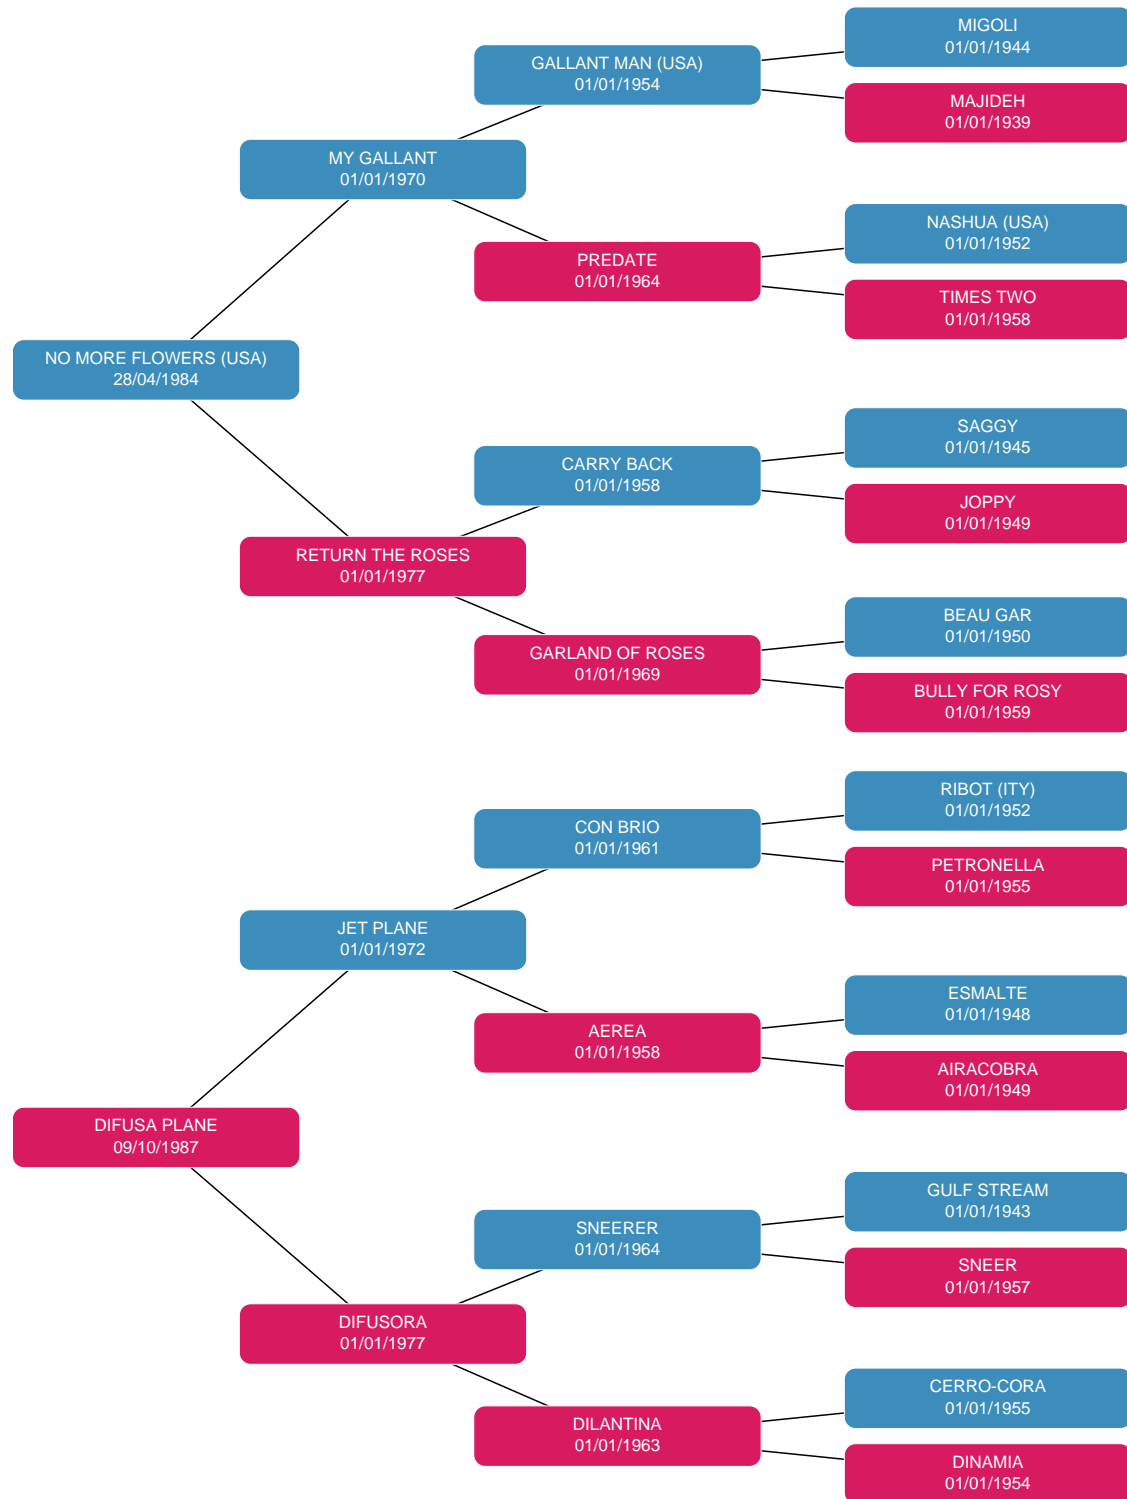 MIGOLI
01/01/1944
GALLANT MAN (USA)
01/01/1954
MAJIDEH
01/01/1939
MY GALLANT
01/01/1970
NASHUA (USA)
01/01/1952
PREDATE
01/01/1964
TIMES TWO
01/01/1958
NO MORE FLOWERS (USA)
28/04/1984
SAGGY
01/01/1945
CARRY BACK
01/01/1958
JOPPY
01/01/1949
RETURN THE ROSES
01/01/1977
BEAU GAR
01/01/1950
GARLAND OF ROSES
01/01/1969
BULLY FOR ROSY
01/01/1959
RIBOT (ITY)
01/01/1952
CON BRIO
01/01/1961
PETRONELLA
01/01/1955
JET PLANE
01/01/1972
ESMALTE
01/01/1948
AEREA
01/01/1958
AIRACOBRA
01/01/1949
DIFUSA PLANE
09/10/1987
GULF STREAM
01/01/1943
SNEERER
01/01/1964
SNEER
01/01/1957
DIFUSORA
01/01/1977
CERRO-CORA
01/01/1955
DILANTINA
01/01/1963
DINAMIA
01/01/1954